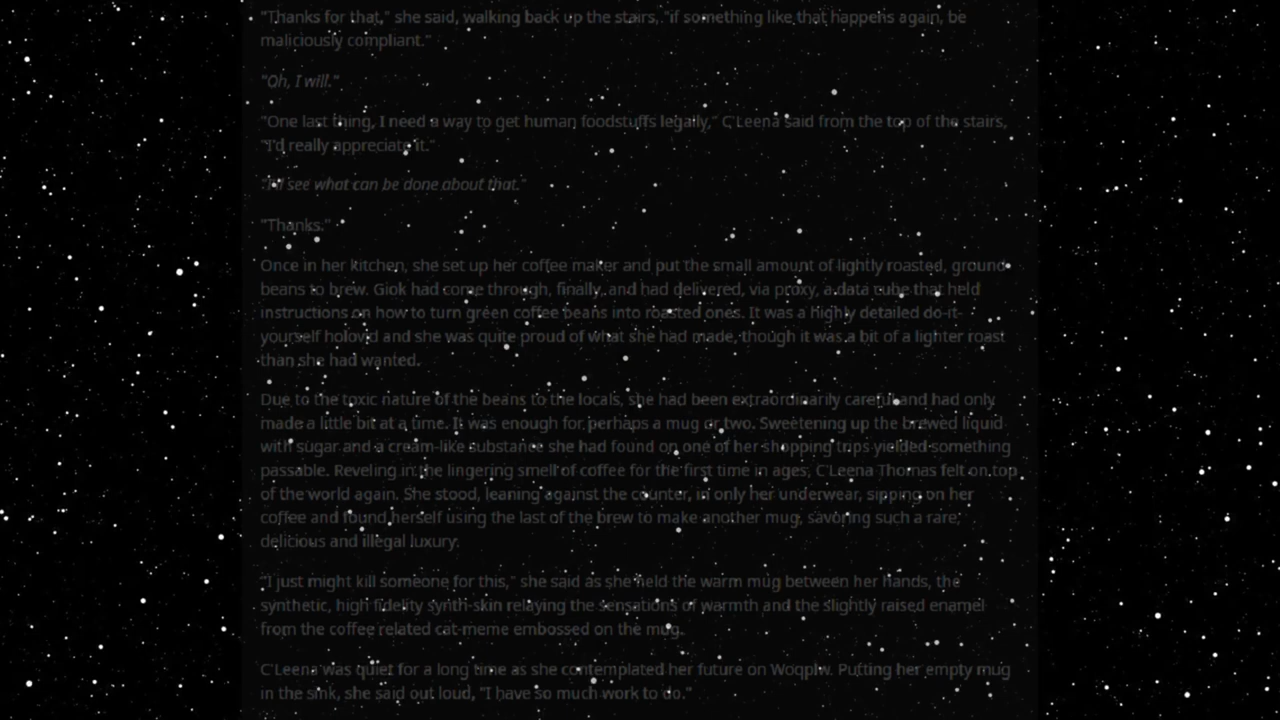 "Thanks for that," she said, walking back up the stairs, "if something like that happens again, be
maliciously compliant."
"Oh, I will."
"One last thing, I need a way to get human foodstuffs legally," C'Leena said from the top of the stairs,
"I'd really appreciate it."
"I'll see what can be done about that."
"Thanks."
Once in her kitchen, she set up her coffee maker and put the small amount of lightly roasted, ground
beans to brew. Giok had come through, finally, and had delivered, via proxy, a data cube that held
instructions on how to turn green coffee beans into roasted ones. It was a highly detailed do-it-
yourself holovid and she was quite proud of what she had made, though it was a bit of a lighter roast
than she had wanted.
Due to the toxic nature of the beans to the locals, she had been extraordinarily careful and had only
made a little bit at a time. It was enough for perhaps a mug or two. Sweetening up the brewed liquid
with sugar and a cream-like substance she had found on one of her shopping trips yielded something
passable. Reveling in the lingering smell of coffee for the first time in ages, C'Leena Thomas felt on top
of the world again. She stood, leaning against the counter, in only her underwear, sipping on her
coffee and found herself using the last of the brew to make another mug, savoring such a rare,
delicious and illegal luxury.
"I just might kill someone for this," she said as she held the warm mug between her hands, the
synthetic, high fidelity synth-skin relaying the sensations of warmth and the slightly raised enamel
from the coffee related cat-meme embossed on the mug.
C'Leena was quiet for a long time as she contemplated her future on Woqplw. Putting her empty mug
in the sink, she said out loud, "I have so much work to do."